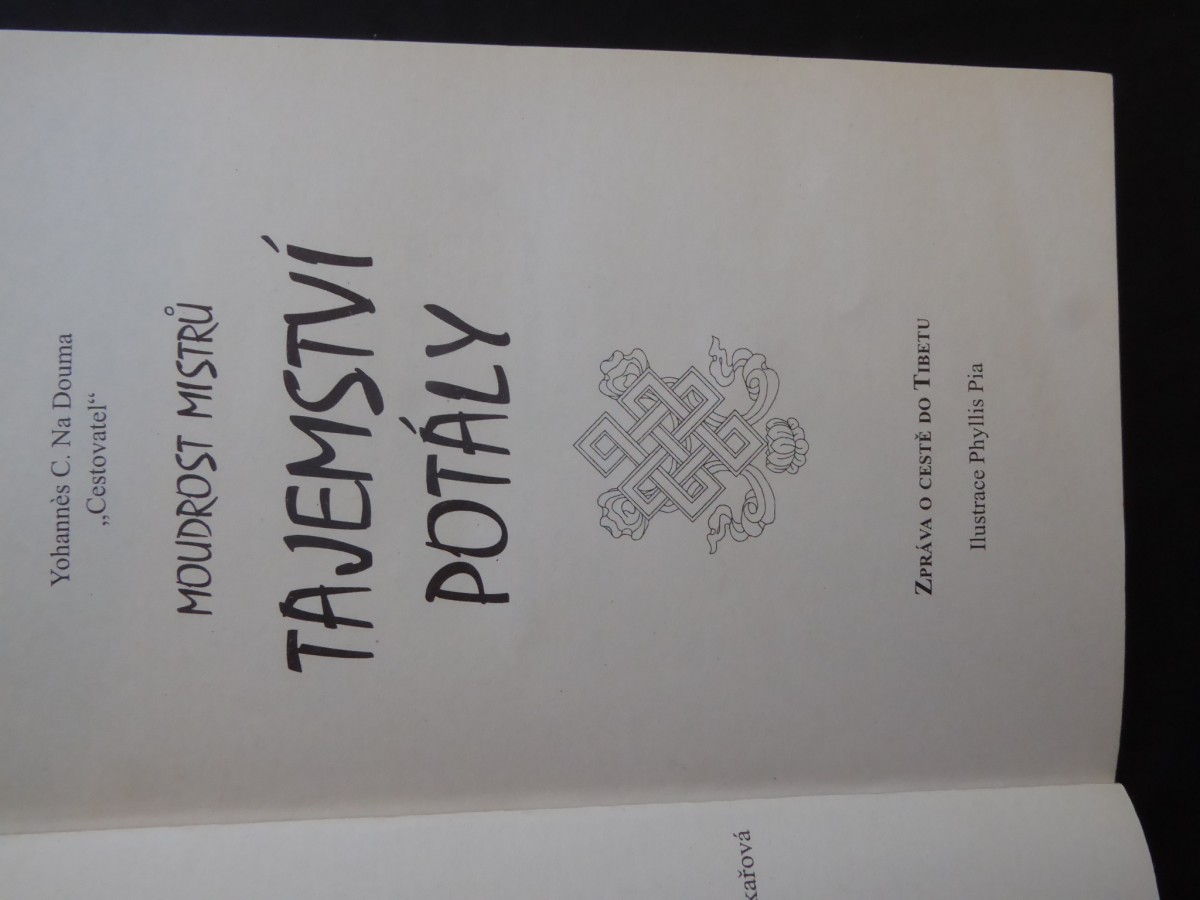 Yohannès C. Na Douma
„Cestovatel“
MOUDROST MISTRŮ
TAJEMSTVÍ
POTÁLY
ZPRÁVA O CESTĚ DO TIBETU
Ilustrace Phyllis Pia